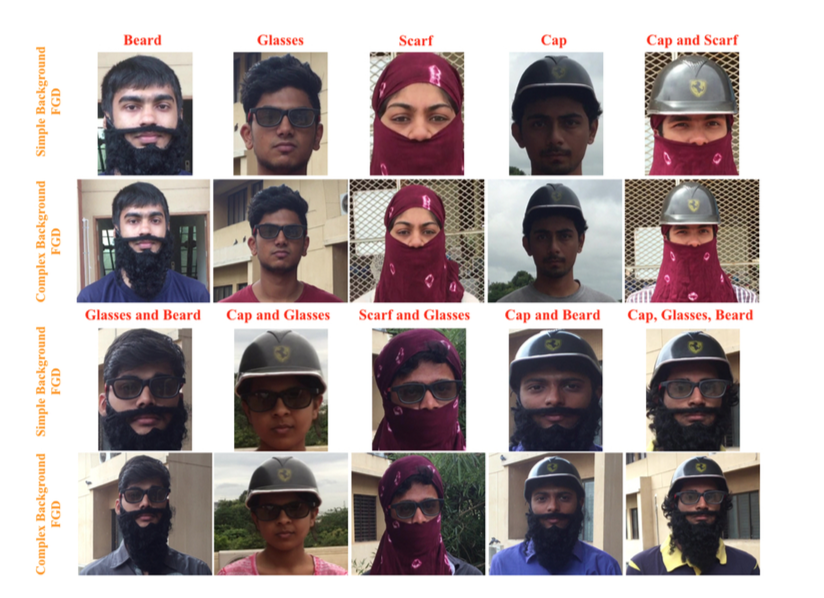 Beard
Glasses
Scarf
Cap
Cap and Scarf
Simple Background
FGD
Complex Background
FGD
Glasses and Beard
Cap and Glasses
Scarf and Glasses
Cap and Beard
Cap, Glasses, Beard
Simple Background
FGD
Complex Background
FGD